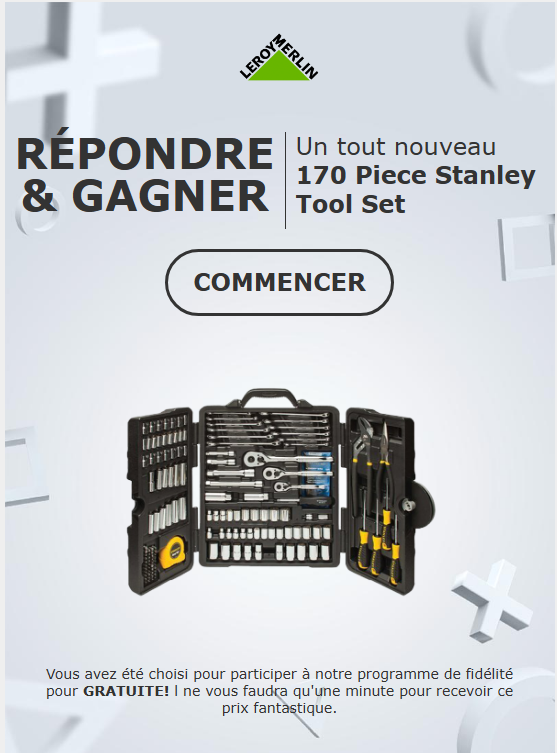 LEROY MERLIN
RÉPONDRE
& GAGNER
Un tout nouveau
170 Piece Stanley
Tool Set
COMMENCER
Vous avez été choisi pour participer à notre programme de fidélité
pour GRATUITE! l ne vous faudra qu'une minute pour recevoir ce
prix fantastique.